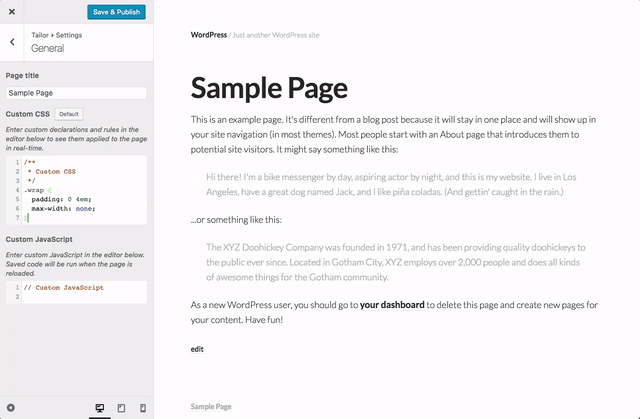 Save & Publish
Tailor ▸ Settings
General
Page title
Sample Page
Custom CSS
Default
Enter custom declarations and rules in the
editor below to see them applied to the page
in real-time.
1 /**
2 * Custom CSS
3 */
4 .wrap {
5 padding: 0 4em;
6 max-width: none;
7 }
Custom JavaScript
Enter custom JavaScript in the editor below.
Saved code will be run when the page is
reloaded.
1 // Custom JavaScript
2
WordPress / Just another WordPress site
Sample Page
This is an example page. It's different from a blog post because it will stay in one place and will show up in
your site navigation (in most themes). Most people start with an About page that introduces them to
potential site visitors. It might say something like this:
Hi there! I'm a bike messenger by day, aspiring actor by night, and this is my website. I live in Los
Angeles, have a great dog named Jack, and I like piña coladas. (And gettin' caught in the rain.)
...or something like this:
The XYZ Doohickey Company was founded in 1971, and has been providing quality doohickeys to
the public ever since. Located in Gotham City, XYZ employs over 2,000 people and does all kinds
of awesome things for the Gotham community.
As a new WordPress user, you should go to your dashboard to delete this page and create new pages for
your content. Have fun!
edit
Sample Page